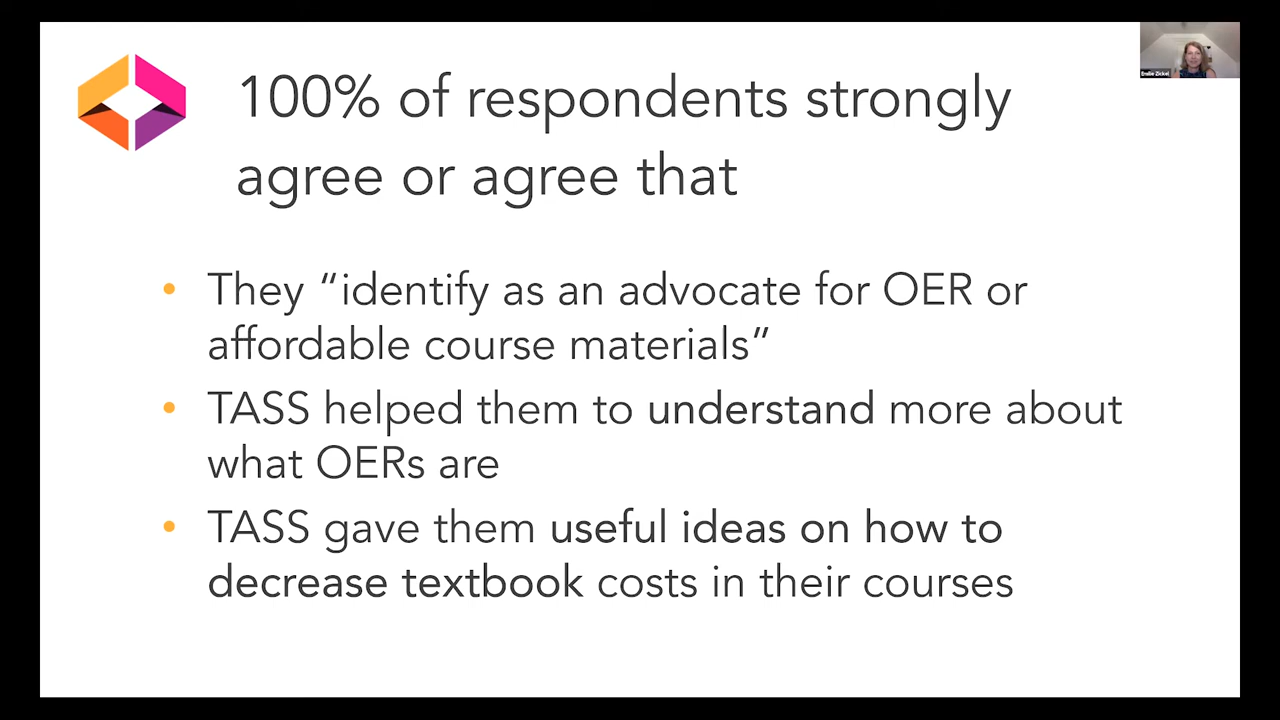 100% of respondents strongly
agree or agree that
• They “identify as an advocate for OER or
affordable course materials”
• TASS helped them to understand more about
what OERs are
• TASS gave them useful ideas on how to
decrease textbook costs in their courses
Emilie Zickel